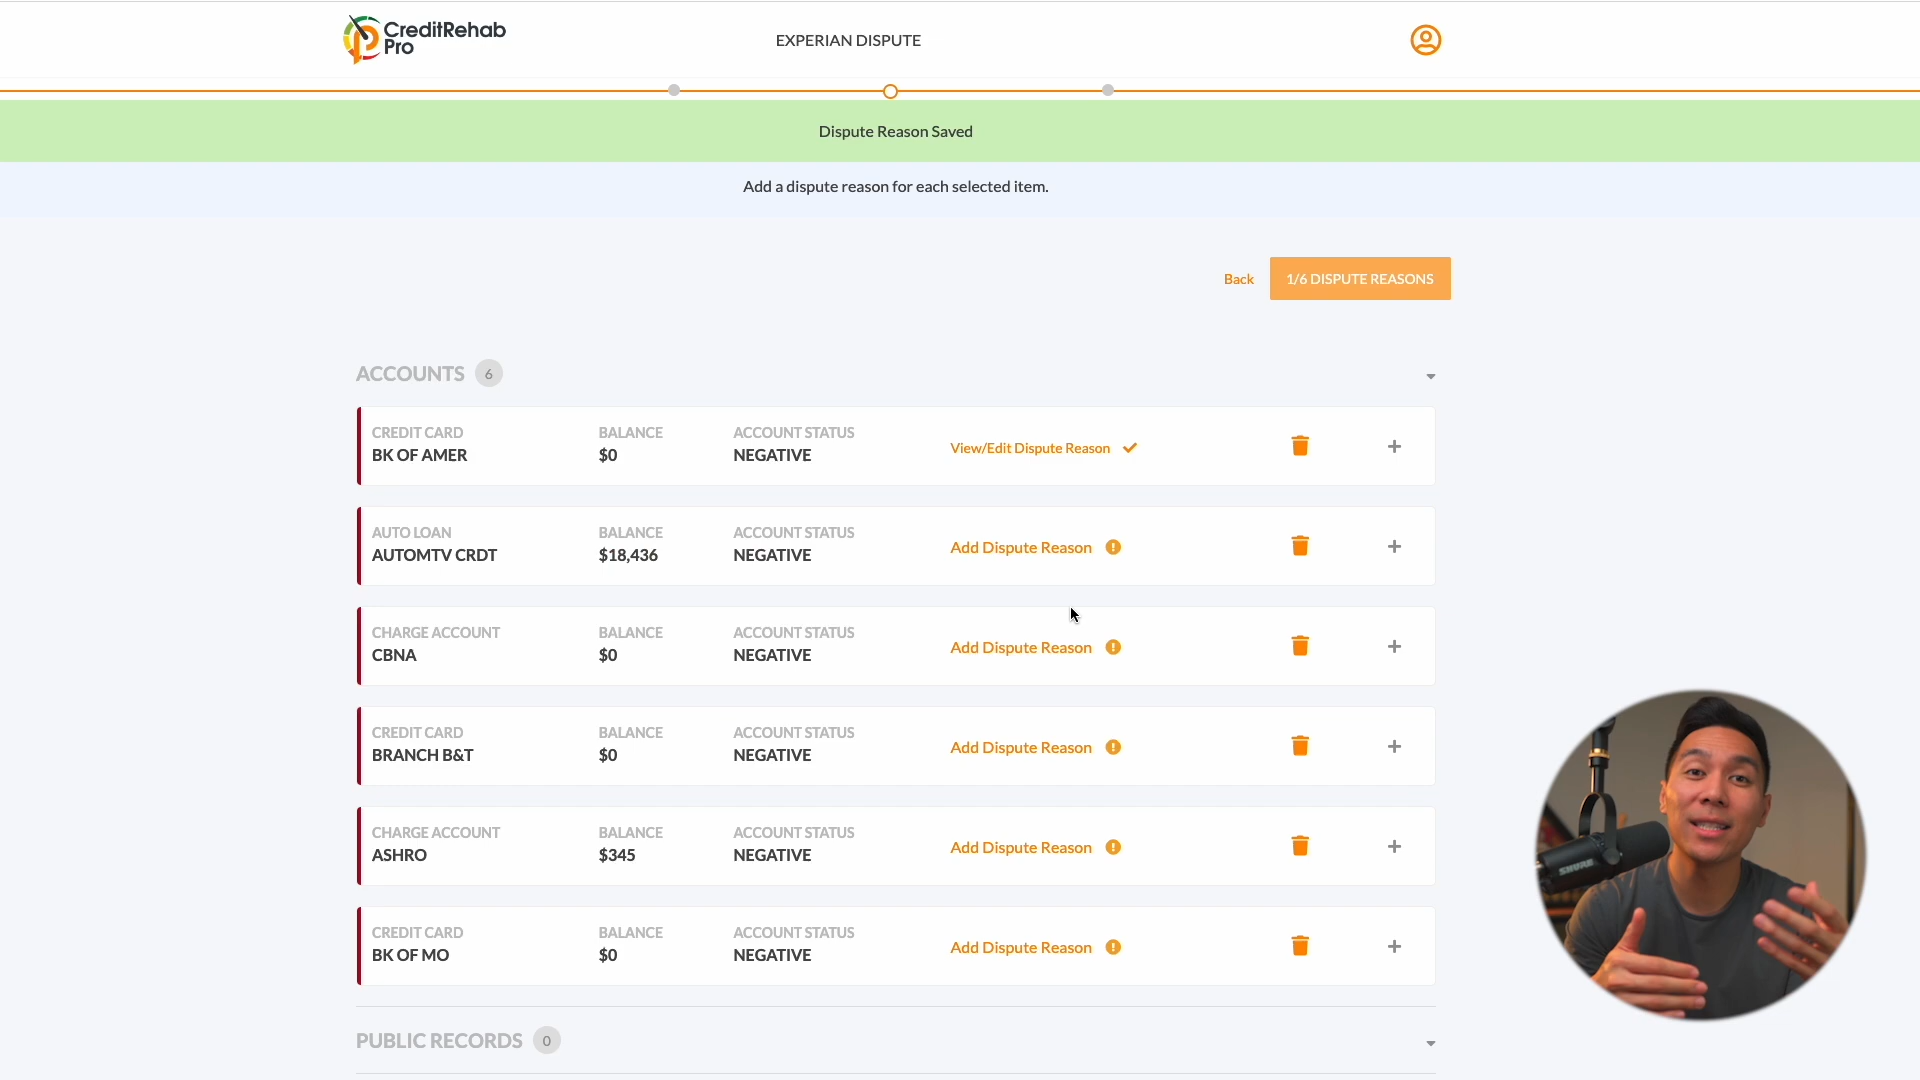 CreditRehab
Pro
EXPERIAN DISPUTE
Dispute Reason Saved
Add a dispute reason for each selected item.
Back
1/6 DISPUTE REASONS
ACCOUNTS 6
CREDIT CARD BALANCE ACCOUNT STATUS
BK OF AMER $0 NEGATIVE View/Edit Dispute Reason
AUTO LOAN BALANCE ACCOUNT STATUS
AUTOMTV CRDT $18,436 NEGATIVE Add Dispute Reason
CHARGE ACCOUNT BALANCE ACCOUNT STATUS
CBNA $0 NEGATIVE Add Dispute Reason
CREDIT CARD BALANCE ACCOUNT STATUS
BRANCH B&T $0 NEGATIVE Add Dispute Reason
CHARGE ACCOUNT BALANCE ACCOUNT STATUS
ASHRO $345 NEGATIVE Add Dispute Reason
CREDIT CARD BALANCE ACCOUNT STATUS
BK OF MO $0 NEGATIVE Add Dispute Reason
PUBLIC RECORDS 0
SHURE